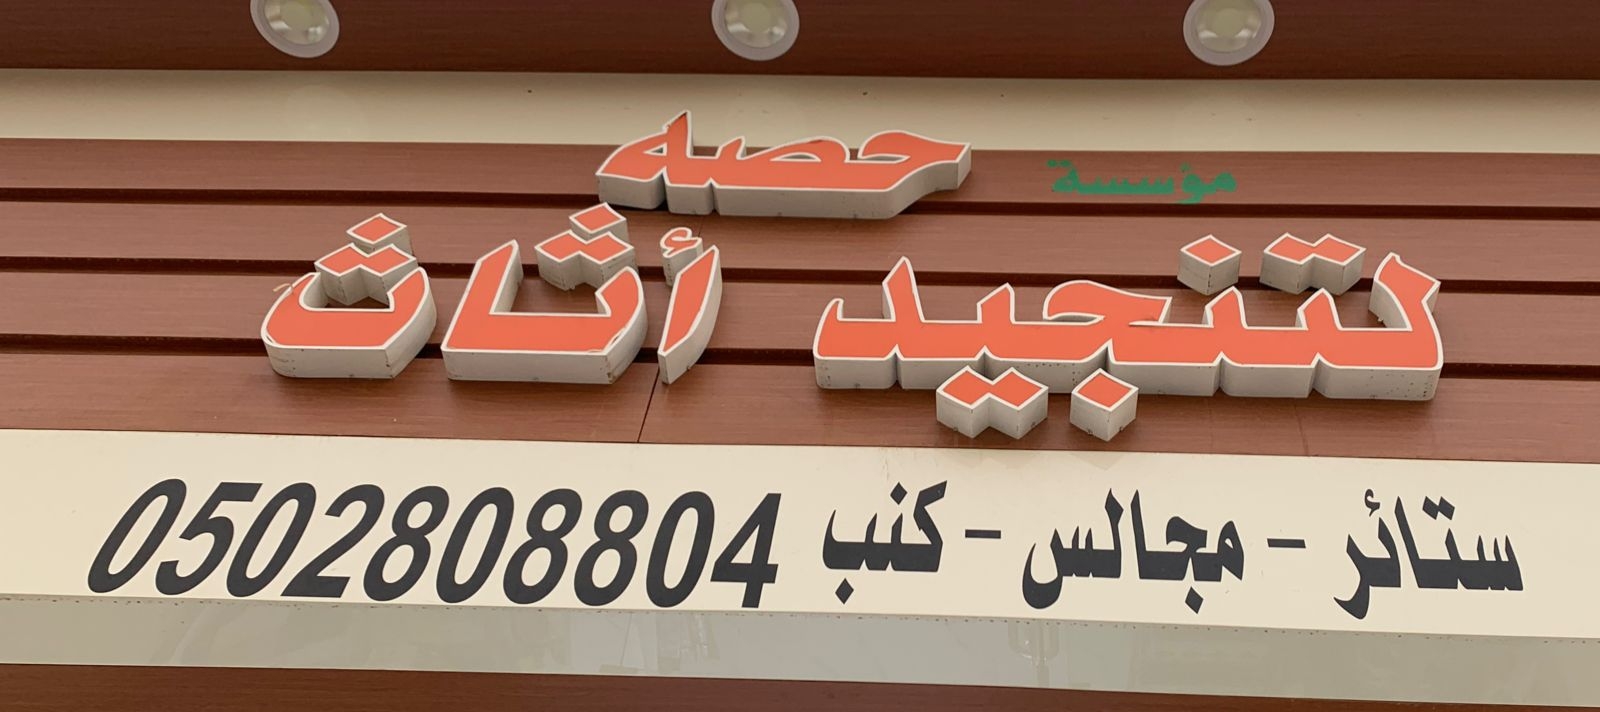 مؤسسة حصه
لتنجيد أثاث
ستائر - مجالس - كنب 0502808804